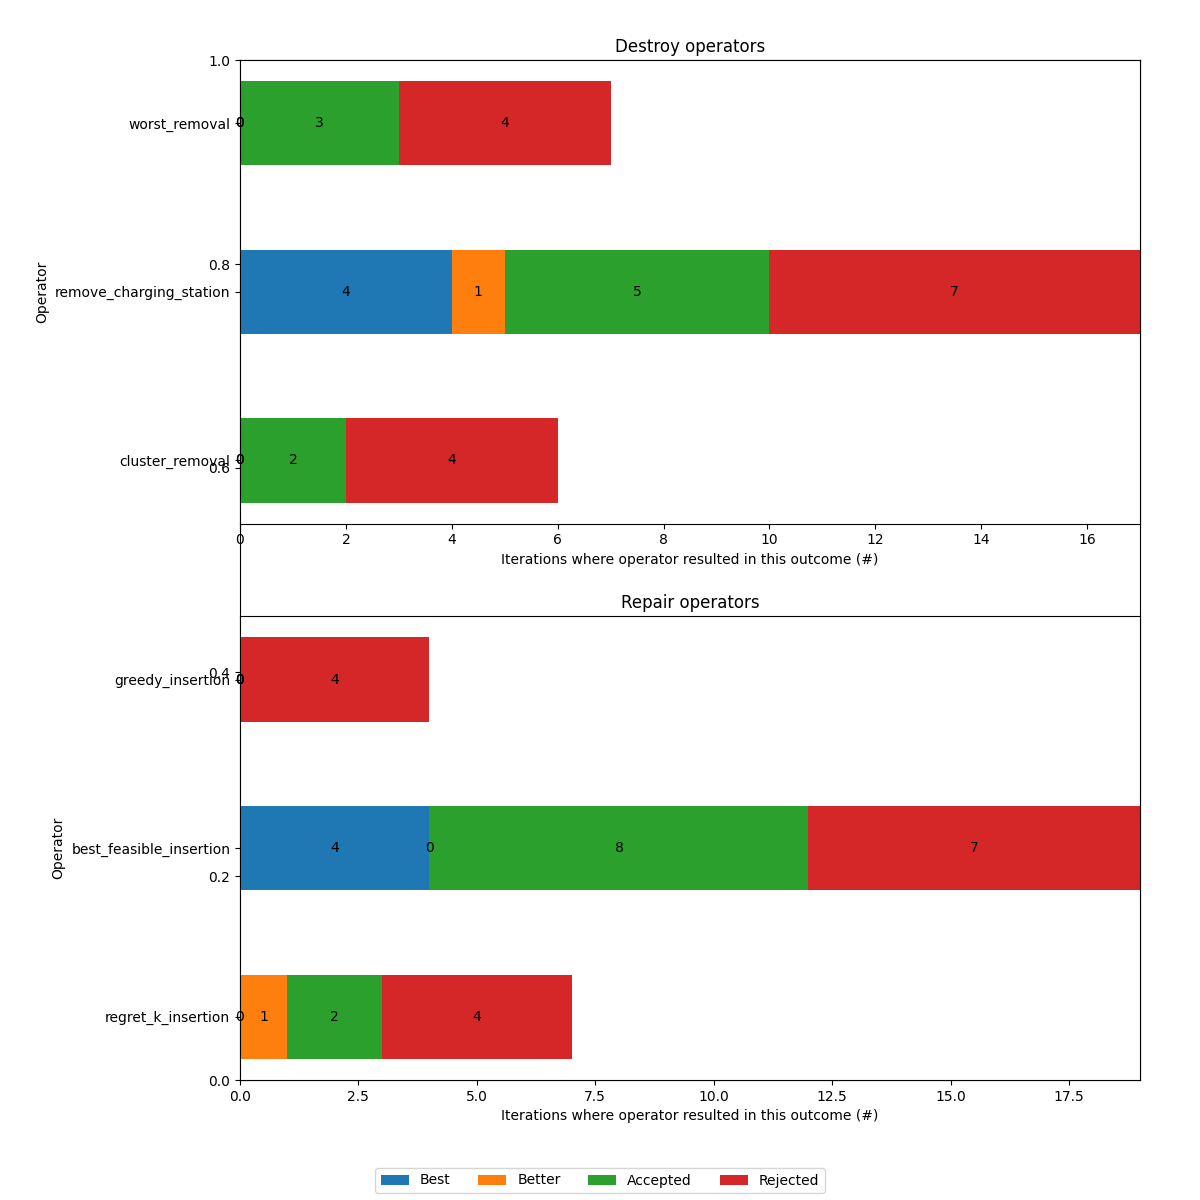 Destroy operators
1.0
worst_removal 0 3 4
0.8
Operator
remove_charging_station 4 1 5 7
cluster_removal 0 2 4
0.6
0 2 4 6 8 10 12 14 16
Iterations where operator resulted in this outcome (#)
Repair operators
0.4
greedy_insertion 0 4
Operator
best_feasible_insertion 4 0 8 7
0.2
regret_k_insertion 0 1 2 4
0.0
0.0 2.5 5.0 7.5 10.0 12.5 15.0 17.5
Iterations where operator resulted in this outcome (#)
Best Better Accepted Rejected